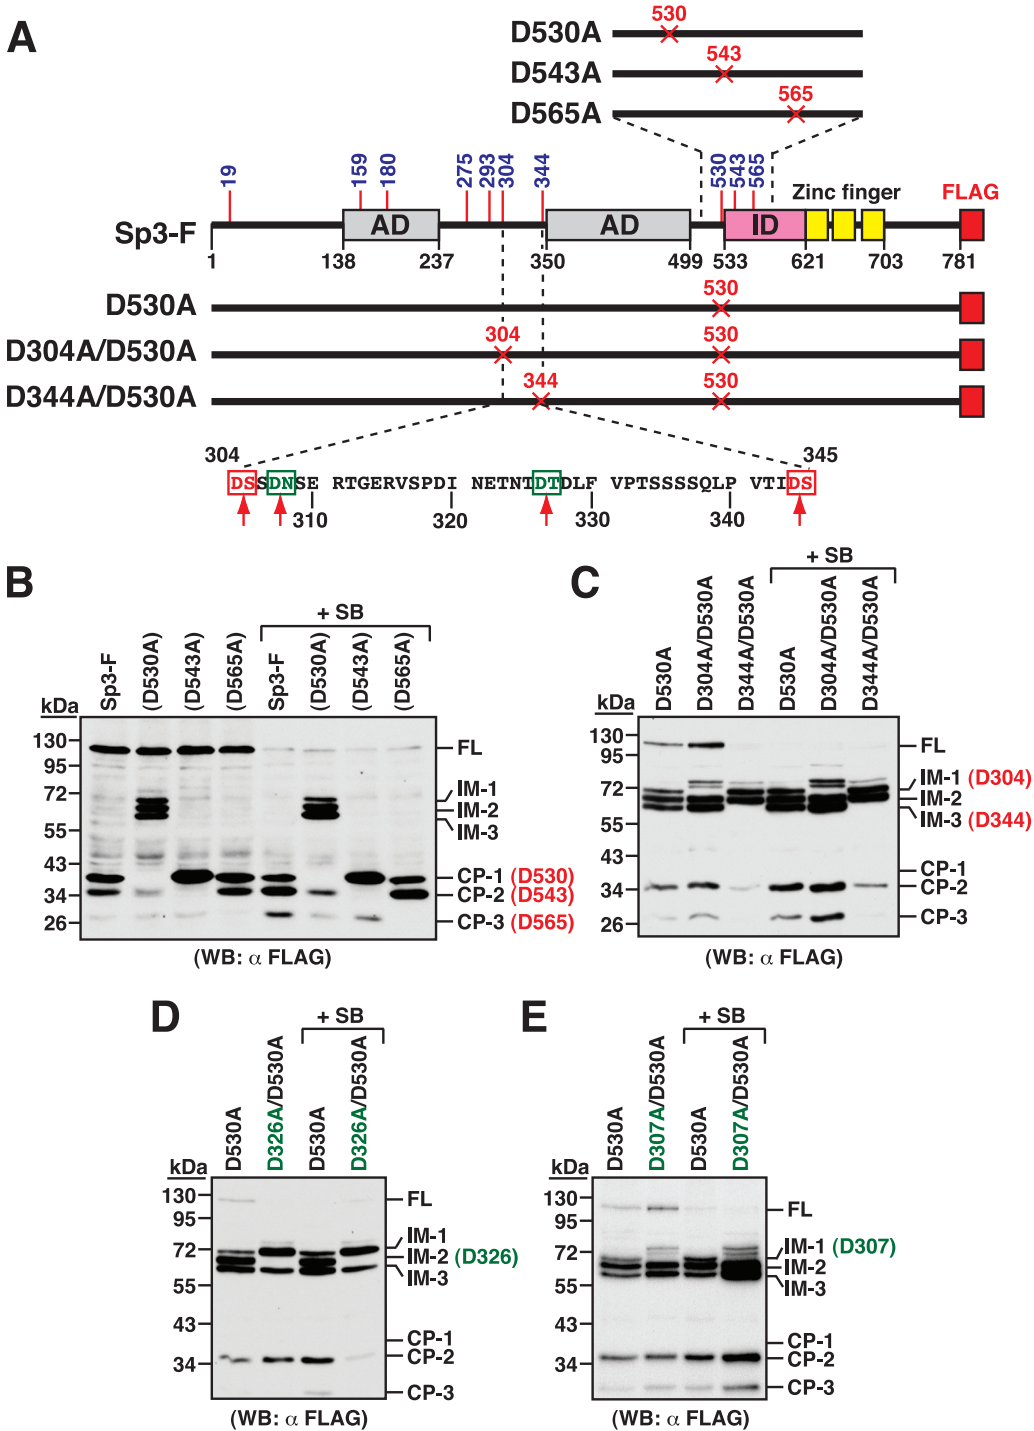 A
D530A
530
D543A
543
D565A
565
19
159
180
275
293
304
344
530
543
565
Zinc finger
FLAG
Sp3-F
AD
AD
ID
1
138
237
350
499
533
621
703
781
D530A
530
D304A/D530A
304
530
D344A/D530A
344
530
304
345
DSSDNSE RTGERVSPDI NETNTDTDLF VPTSSSSQLP VTIDS
310
320
330
340
B
+ SB
Sp3-F
(D530A)
(D543A)
(D565A)
Sp3-F
(D530A)
(D543A)
(D565A)
kDa
130
95
72
55
43
34
26
FL
IM-1
IM-2
IM-3
CP-1 (D530)
CP-2 (D543)
CP-3 (D565)
(WB: α FLAG)
C
+ SB
D530A
D304A/D530A
D344A/D530A
D530A
D304A/D530A
D344A/D530A
kDa
130
95
72
55
43
34
26
FL
IM-1 (D304)
IM-2
IM-3 (D344)
CP-1
CP-2
CP-3
(WB: α FLAG)
D
+ SB
D530A
D326A/D530A
D530A
D326A/D530A
kDa
130
95
72
55
43
34
FL
IM-1
IM-2 (D326)
IM-3
CP-1
CP-2
CP-3
(WB: α FLAG)
E
+ SB
D530A
D307A/D530A
D530A
D307A/D530A
kDa
130
95
72
55
43
34
FL
IM-1 (D307)
IM-2
IM-3
CP-1
CP-2
CP-3
(WB: α FLAG)